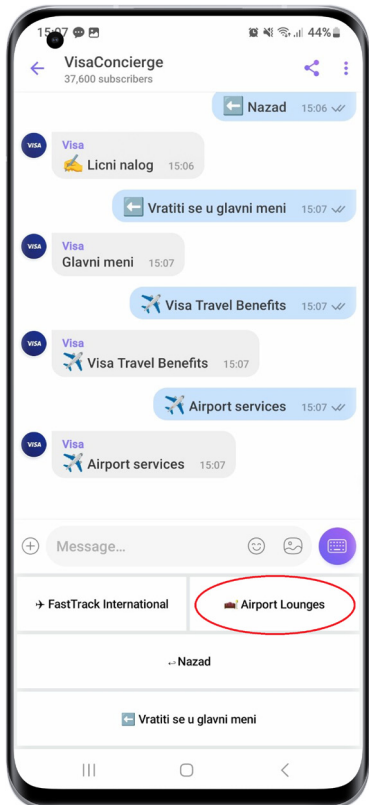 15:07 44%
VisaConcierge
37,600 subscribers
⬅️ Nazad 15:06
VISA
Visa
✍️ Licni nalog 15:06
⬅️ Vratiti se u glavni meni 15:07
VISA
Visa
Glavni meni 15:07
✈️ Visa Travel Benefits 15:07
VISA
Visa
✈️ Visa Travel Benefits 15:07
✈️ Airport services 15:07
VISA
Visa
✈️ Airport services 15:07
Message...
✈ FastTrack International
Airport Lounges
Nazad
⬅️ Vratiti se u glavni meni